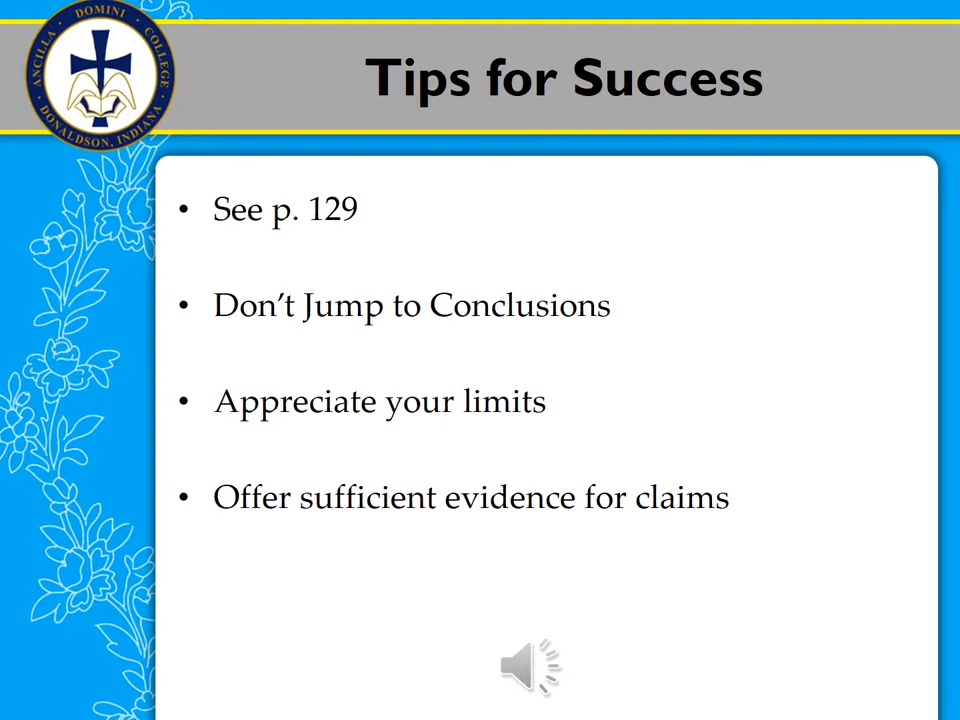 DOMINI
ANCILLA
COLLEGE
DONALDSON, INDIANA
Tips for Success
• See p. 129
• Don’t Jump to Conclusions
• Appreciate your limits
• Offer sufficient evidence for claims